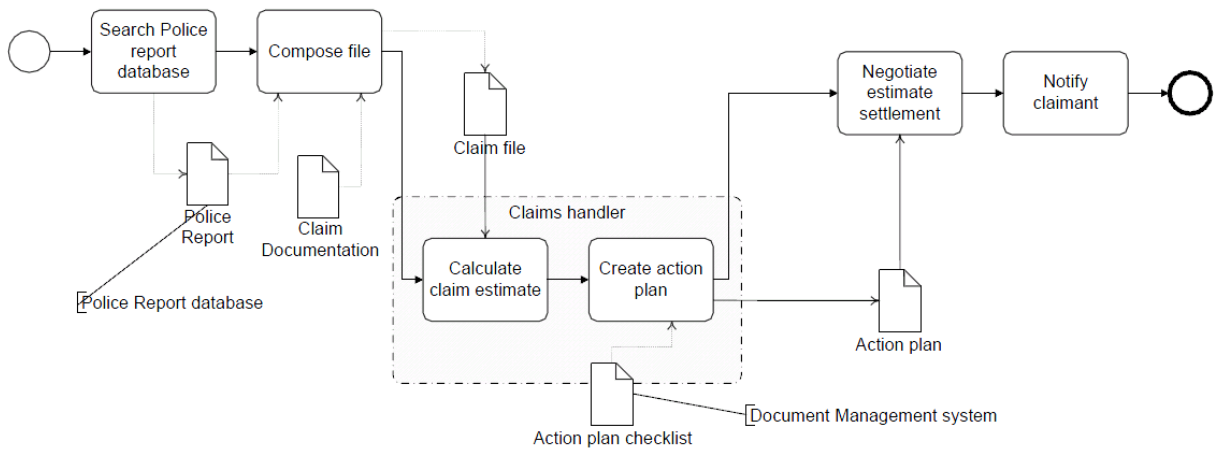 Search Police
report
database
Compose file
Claim file
Police
Report
Claim
Documentation
Police Report database
Claims handler
Calculate
claim estimate
Create action
plan
Action plan checklist
Document Management system
Negotiate
estimate
settlement
Notify
claimant
Action plan